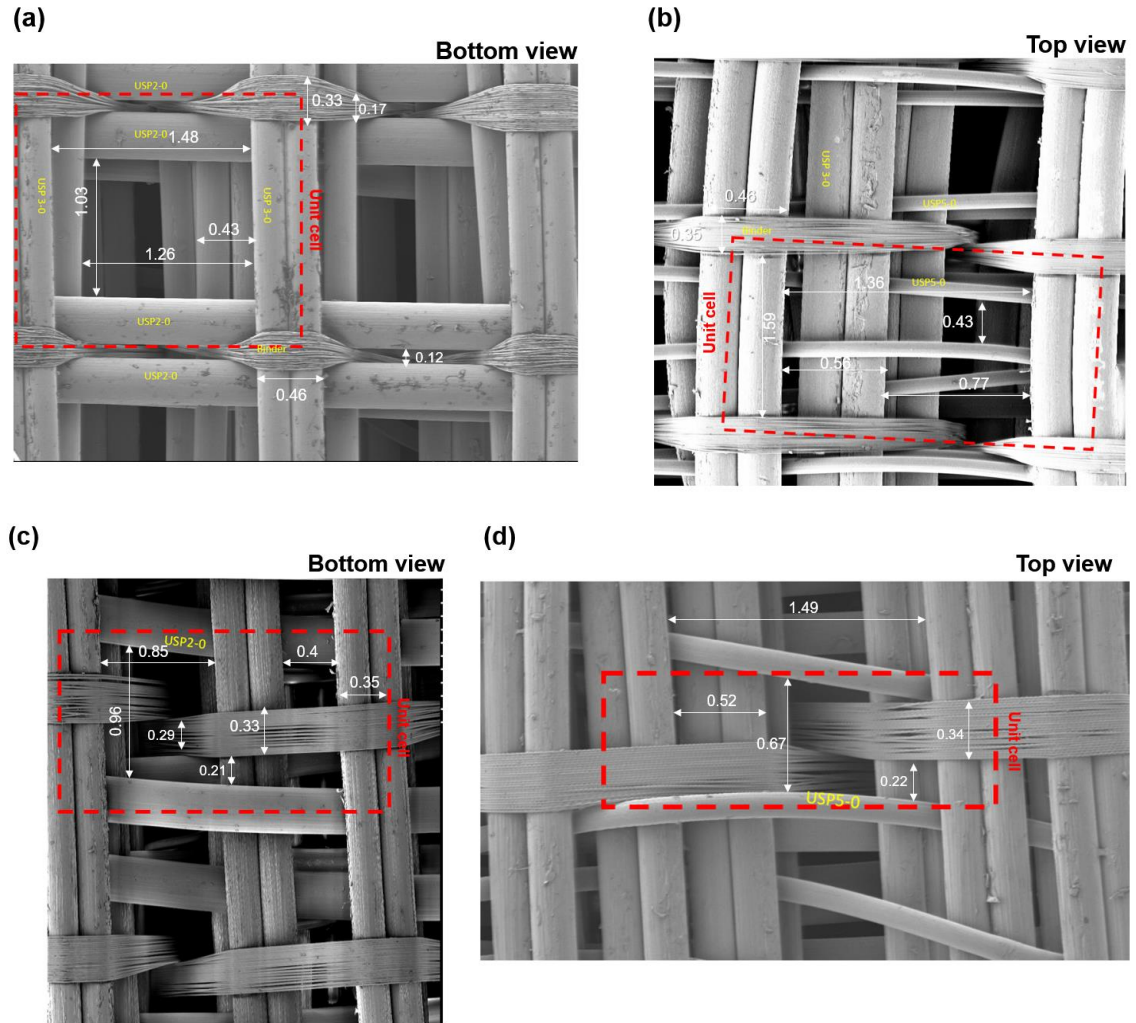 (a)
Bottom view
USP2-0
0.33
0.17
USP2-0
1.48
USP 3-0
USP 3-0
Unit cell
1.03
0.43
1.26
USP2-0
Binder
0.12
USP2-0
0.46
(b)
Top view
USP 3-0
0.46
USP5-0
0.35
Binder
USP5-0
1.36
Unit cell
1.59
0.43
0.56
0.77
(c)
Bottom view
USP2-0
0.85
0.4
0.35
Unit cell
0.96
0.33
0.29
0.21
(d)
Top view
1.49
0.52
0.67
0.34
Unit cell
0.22
USP5-0